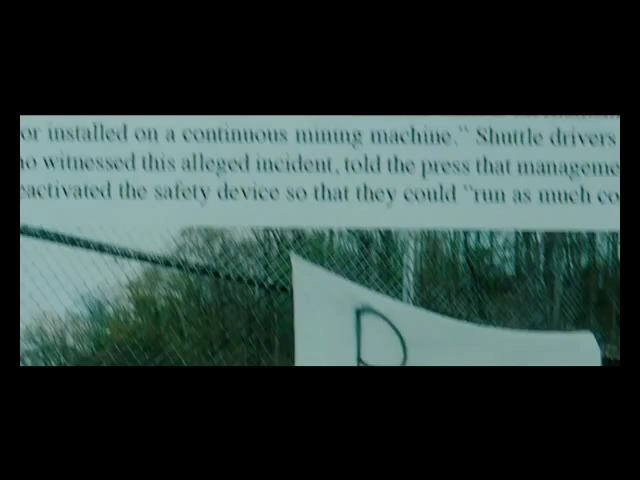 or installed on a continuous mining machine." Shuttle drivers
o witnessed this alleged incident, told the press that manageme
eactivated the safety device so that they could "run as much co
R